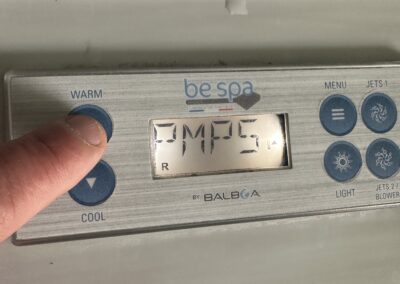 WARM
be spa
MENU
JETS 1
PMPS
R
COOL
BY BALBOA
LIGHT
JETS 2 /
BLOWER